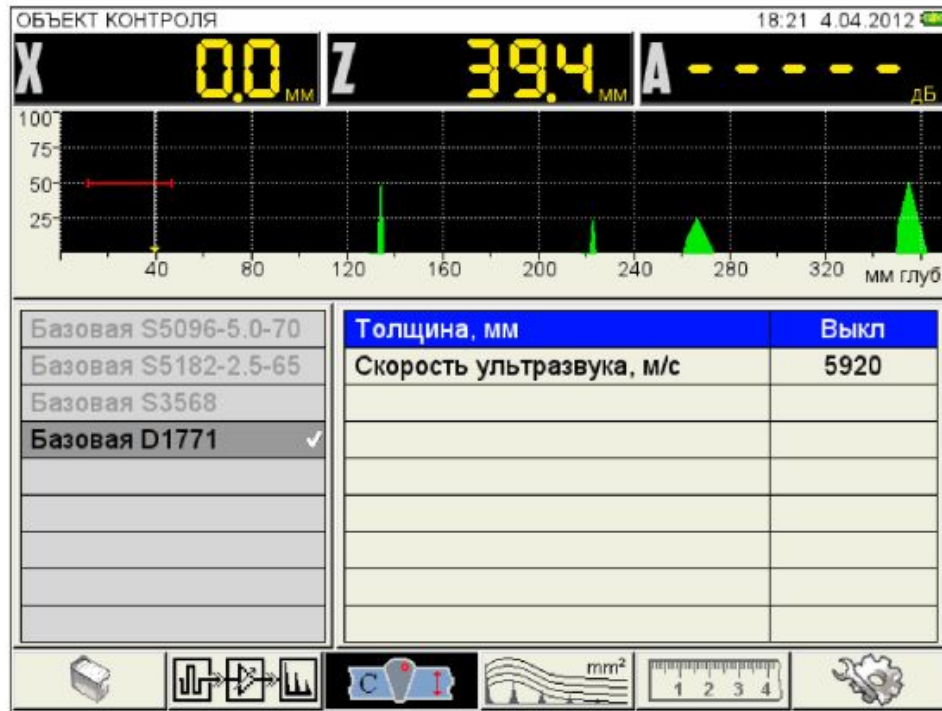 ОБЪЕКТ КОНТРОЛЯ 18:21 4.04.2012
X 0.0 мм Z 39.4 мм A - - - - - дБ
100
75
50
25
40 80 120 160 200 240 280 320 мм глуб
Базовая S5096-5.0-70
Базовая S5182-2.5-65
Базовая S3568
Базовая D1771
Толщина, мм Выкл
Скорость ультразвука, м/с 5920
C mm² 1 2 3 4